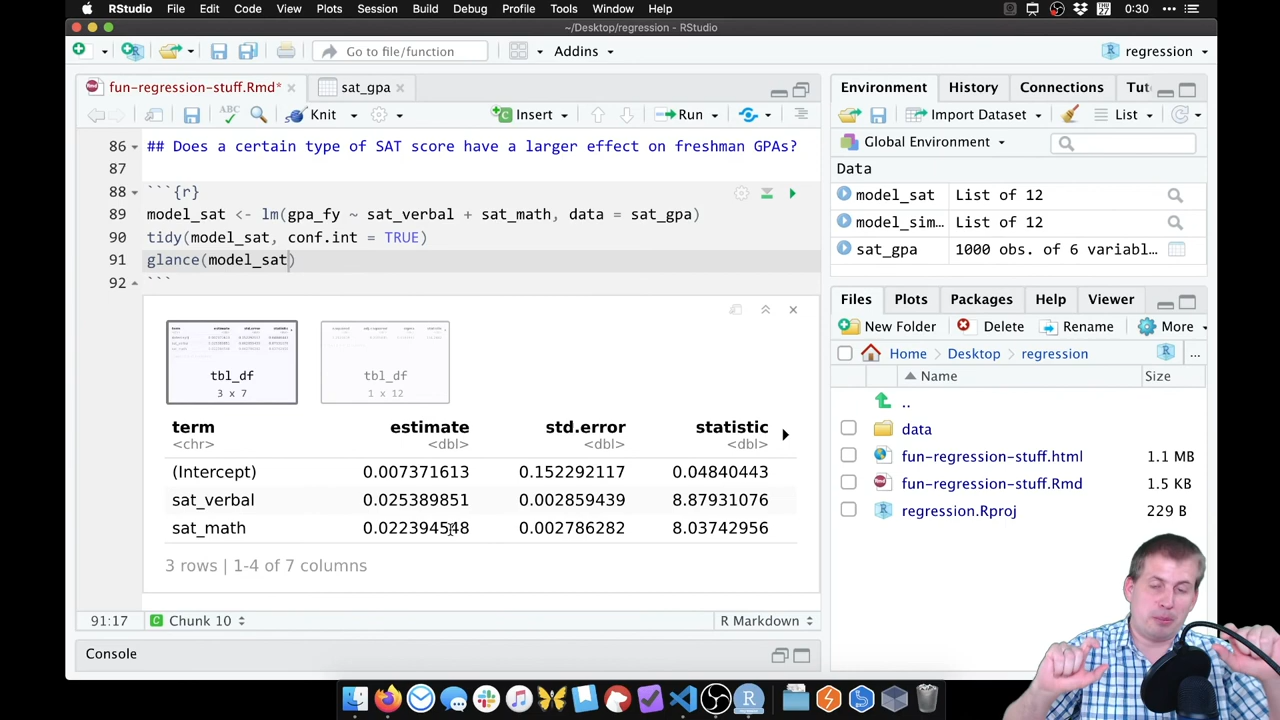 RStudio File Edit Code View Plots Session Build Debug Profile Tools Window Help THU 27 0:30
~/Desktop/regression - RStudio
Go to file/function Addins regression
fun-regression-stuff.Rmd* sat_gpa
Knit Insert Run
86 ## Does a certain type of SAT score have a larger effect on freshman GPAs?
87
88 ```{r}
89 model_sat <- lm(gpa_fy ~ sat_verbal + sat_math, data = sat_gpa)
90 tidy(model_sat, conf.int = TRUE)
91 glance(model_sat)
92 ```
tbl_df
3 x 7
tbl_df
1 x 12
term estimate std.error statistic
<chr> <dbl> <dbl> <dbl>
(Intercept) 0.007371613 0.152292117 0.04840443
sat_verbal 0.025389851 0.002859439 8.87931076
sat_math 0.022394548 0.002786282 8.03742956
3 rows | 1-4 of 7 columns
91:17 Chunk 10 R Markdown
Console
Environment History Connections Tut
Import Dataset List
Global Environment
Data
model_sat List of 12
model_sim... List of 12
sat_gpa 1000 obs. of 6 variabl...
Files Plots Packages Help Viewer
New Folder Delete Rename More
Home Desktop regression ...
Name Size
..
data
fun-regression-stuff.html 1.1 MB
fun-regression-stuff.Rmd 1.5 KB
regression.Rproj 229 B